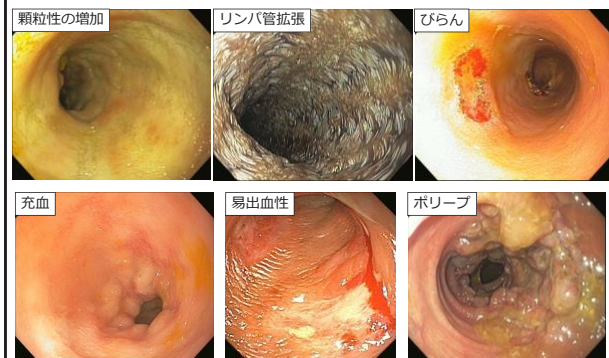 顆粒性の増加
リンパ管拡張
びらん
充血
易出血性
ポリープ